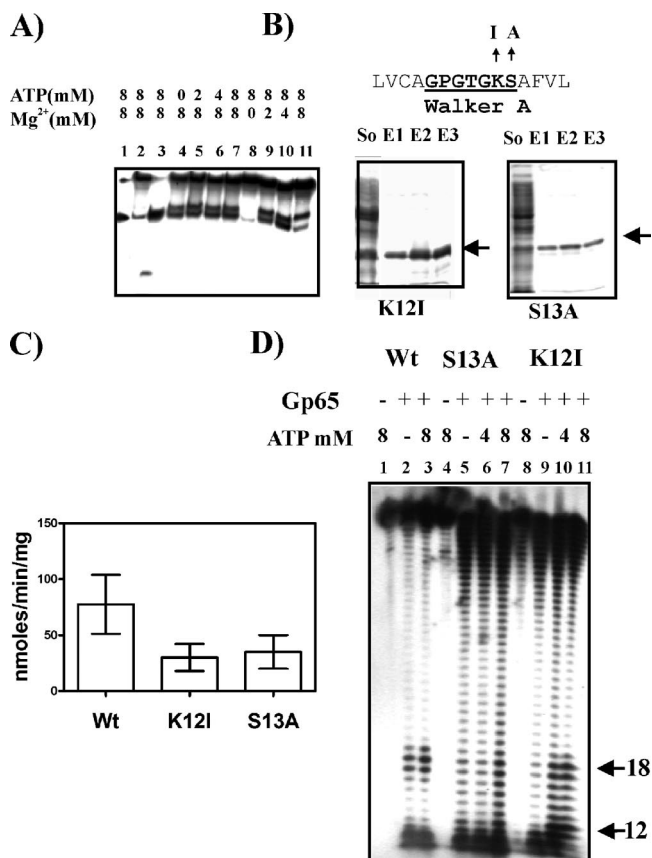 A)
ATP(mM) 8 8 8 0 2 4 8 8 8 8 8
Mg2+(mM) 8 8 8 8 8 8 8 0 2 4 8
1 2 3 4 5 6 7 8 9 10 11
B)
I A
LVCAGPGTGKSAFVL
Walker A
So E1 E2 E3
So E1 E2 E3
K12I
S13A
C)
nmoles/min/mg
150
100
50
0
Wt K12I S13A
D)
Wt S13A K12I
Gp65 - + + - + + + - + + +
ATP mM 8 - 8 8 - 4 8 8 - 4 8
1 2 3 4 5 6 7 8 9 10 11
18
12